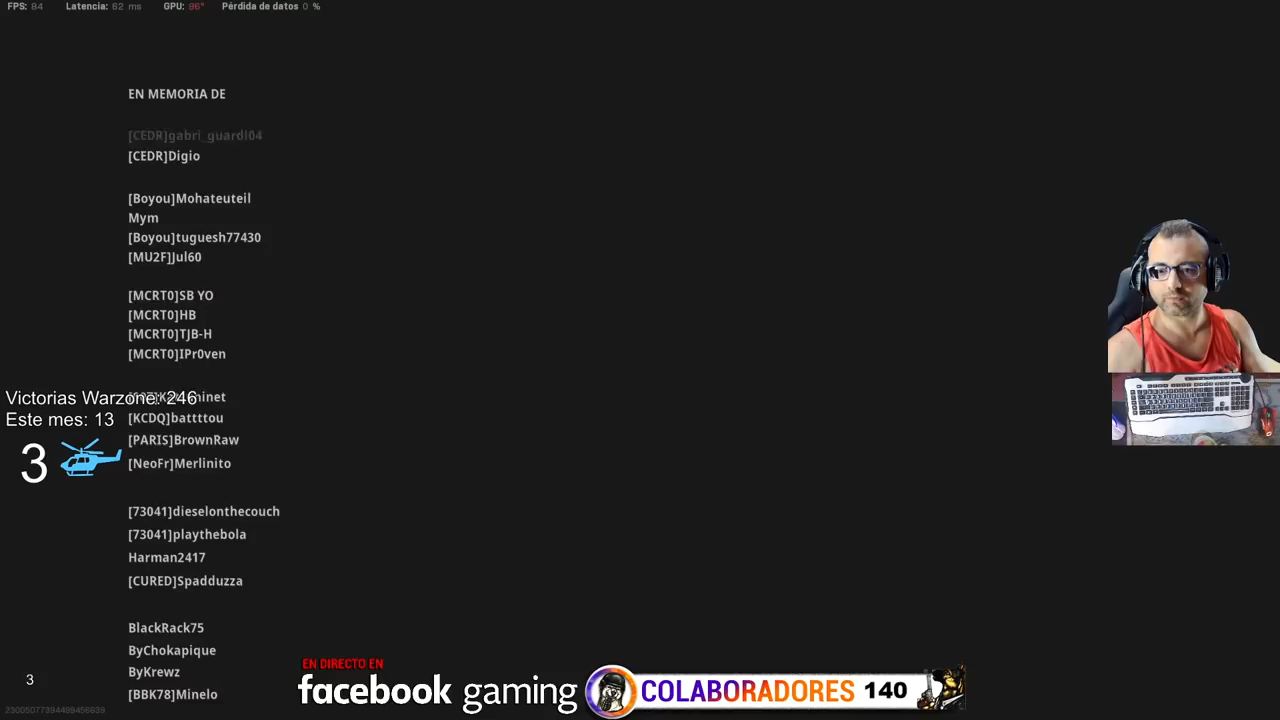 FPS: 84 Latencia: 62 ms GPU: 96° Pérdida de datos 0 %
EN MEMORIA DE
[CEDR]gabri_guardi04
[CEDR]Digio
[Boyou]Mohateuteil
Mym
[Boyou]tuguesh77430
[MU2F]Jul60
[MCRT0]SB YO
[MCRT0]HB
[MCRT0]TJB-H
[MCRT0]IPr0ven
Victorias Warzone: 246
Este mes: 13
[KCDQ]battttou
[PARIS]BrownRaw
3
[NeoFr]Merlinito
[73041]dieselonthecouch
[73041]playthebola
Harman2417
[CURED]Spadduzza
BlackRack75
ByChokapique
ByKrewz
[BBK78]Minelo
3
EN DIRECTO EN
facebook gaming
COLABORADORES 140